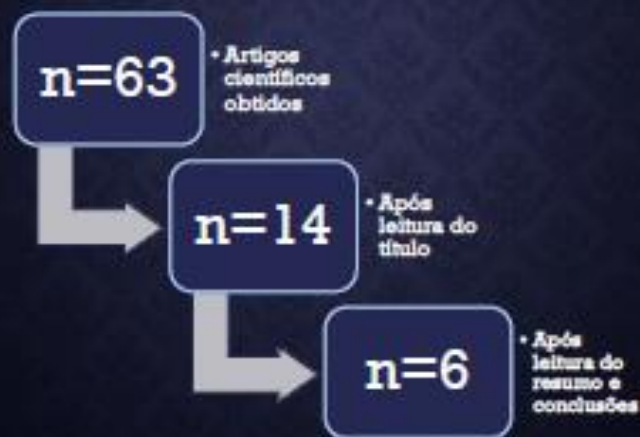 n=63
• Artigos
científicos
obtidos
n=14
• Após
leitura do
título
n=6
• Após
leitura do
resumo e
conclusões